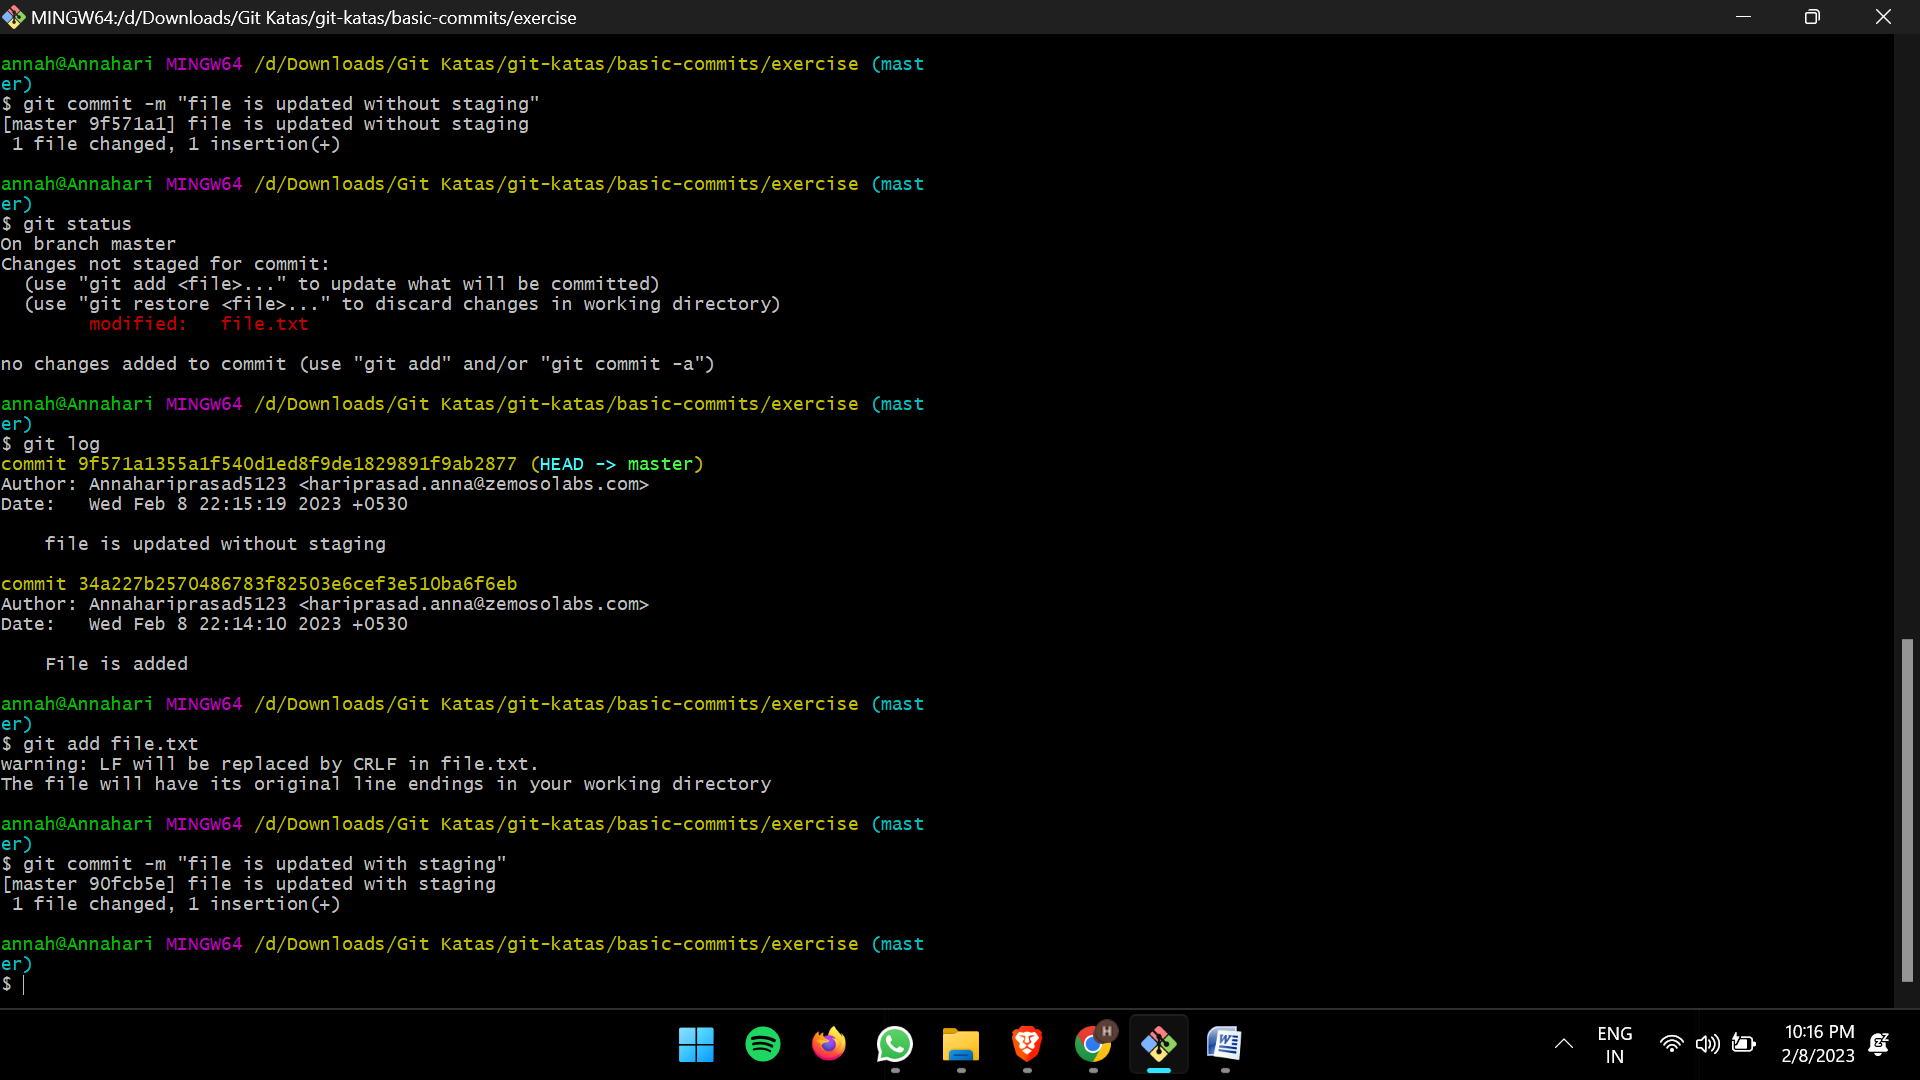 MINGW64:/d/Downloads/Git Katas/git-katas/basic-commits/exercise
annah@Annahari MINGW64 /d/Downloads/Git Katas/git-katas/basic-commits/exercise (mast
er)
$ git commit -m "file is updated without staging"
[master 9f571a1] file is updated without staging
 1 file changed, 1 insertion(+)
annah@Annahari MINGW64 /d/Downloads/Git Katas/git-katas/basic-commits/exercise (mast
er)
$ git status
On branch master
Changes not staged for commit:
  (use "git add <file>..." to update what will be committed)
  (use "git restore <file>..." to discard changes in working directory)
        modified:   file.txt
no changes added to commit (use "git add" and/or "git commit -a")
annah@Annahari MINGW64 /d/Downloads/Git Katas/git-katas/basic-commits/exercise (mast
er)
$ git log
commit 9f571a1355a1f540d1ed8f9de1829891f9ab2877 (HEAD -> master)
Author: Annahariprasad5123 <hariprasad.anna@zemosolabs.com>
Date:   Wed Feb 8 22:15:19 2023 +0530
    file is updated without staging
commit 34a227b2570486783f82503e6cef3e510ba6f6eb
Author: Annahariprasad5123 <hariprasad.anna@zemosolabs.com>
Date:   Wed Feb 8 22:14:10 2023 +0530
    File is added
annah@Annahari MINGW64 /d/Downloads/Git Katas/git-katas/basic-commits/exercise (mast
er)
$ git add file.txt
warning: LF will be replaced by CRLF in file.txt.
The file will have its original line endings in your working directory
annah@Annahari MINGW64 /d/Downloads/Git Katas/git-katas/basic-commits/exercise (mast
er)
$ git commit -m "file is updated with staging"
[master 90fcb5e] file is updated with staging
 1 file changed, 1 insertion(+)
annah@Annahari MINGW64 /d/Downloads/Git Katas/git-katas/basic-commits/exercise (mast
er)
$
H
W
ENG
IN
10:16 PM
2/8/2023